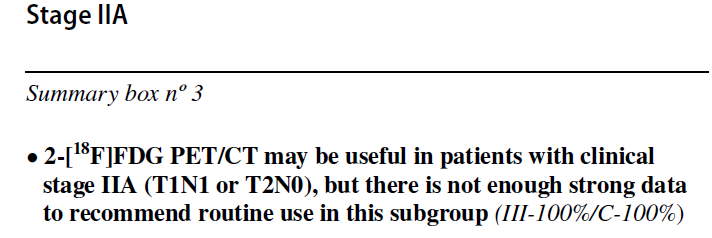 Stage IIA
Summary box nº 3
• 2-[¹⁸F]FDG PET/CT may be useful in patients with clinical
stage IIA (T1N1 or T2N0), but there is not enough strong data
to recommend routine use in this subgroup (III-100%/C-100%)